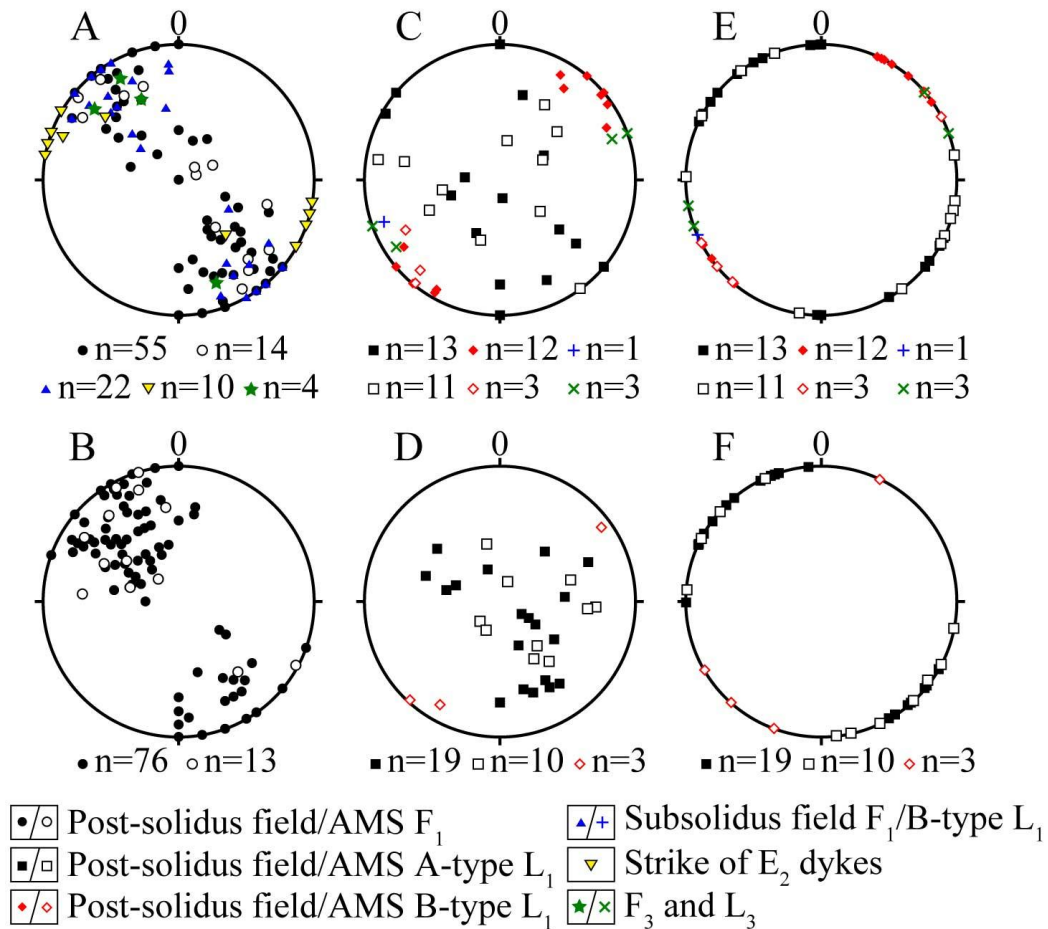 A 0
C 0
E 0
n=55 n=14
n=22 n=10 n=4
n=13 n=12 n=1
n=11 n=3 n=3
n=13 n=12 n=1
n=11 n=3 n=3
B 0
D 0
F 0
n=76 n=13
n=19 n=10 n=3
n=19 n=10 n=3
Post-solidus field/AMS F₁
Post-solidus field/AMS A-type L₁
Post-solidus field/AMS B-type L₁
Subsolidus field F₁/B-type L₁
Strike of E₂ dykes
F₃ and L₃